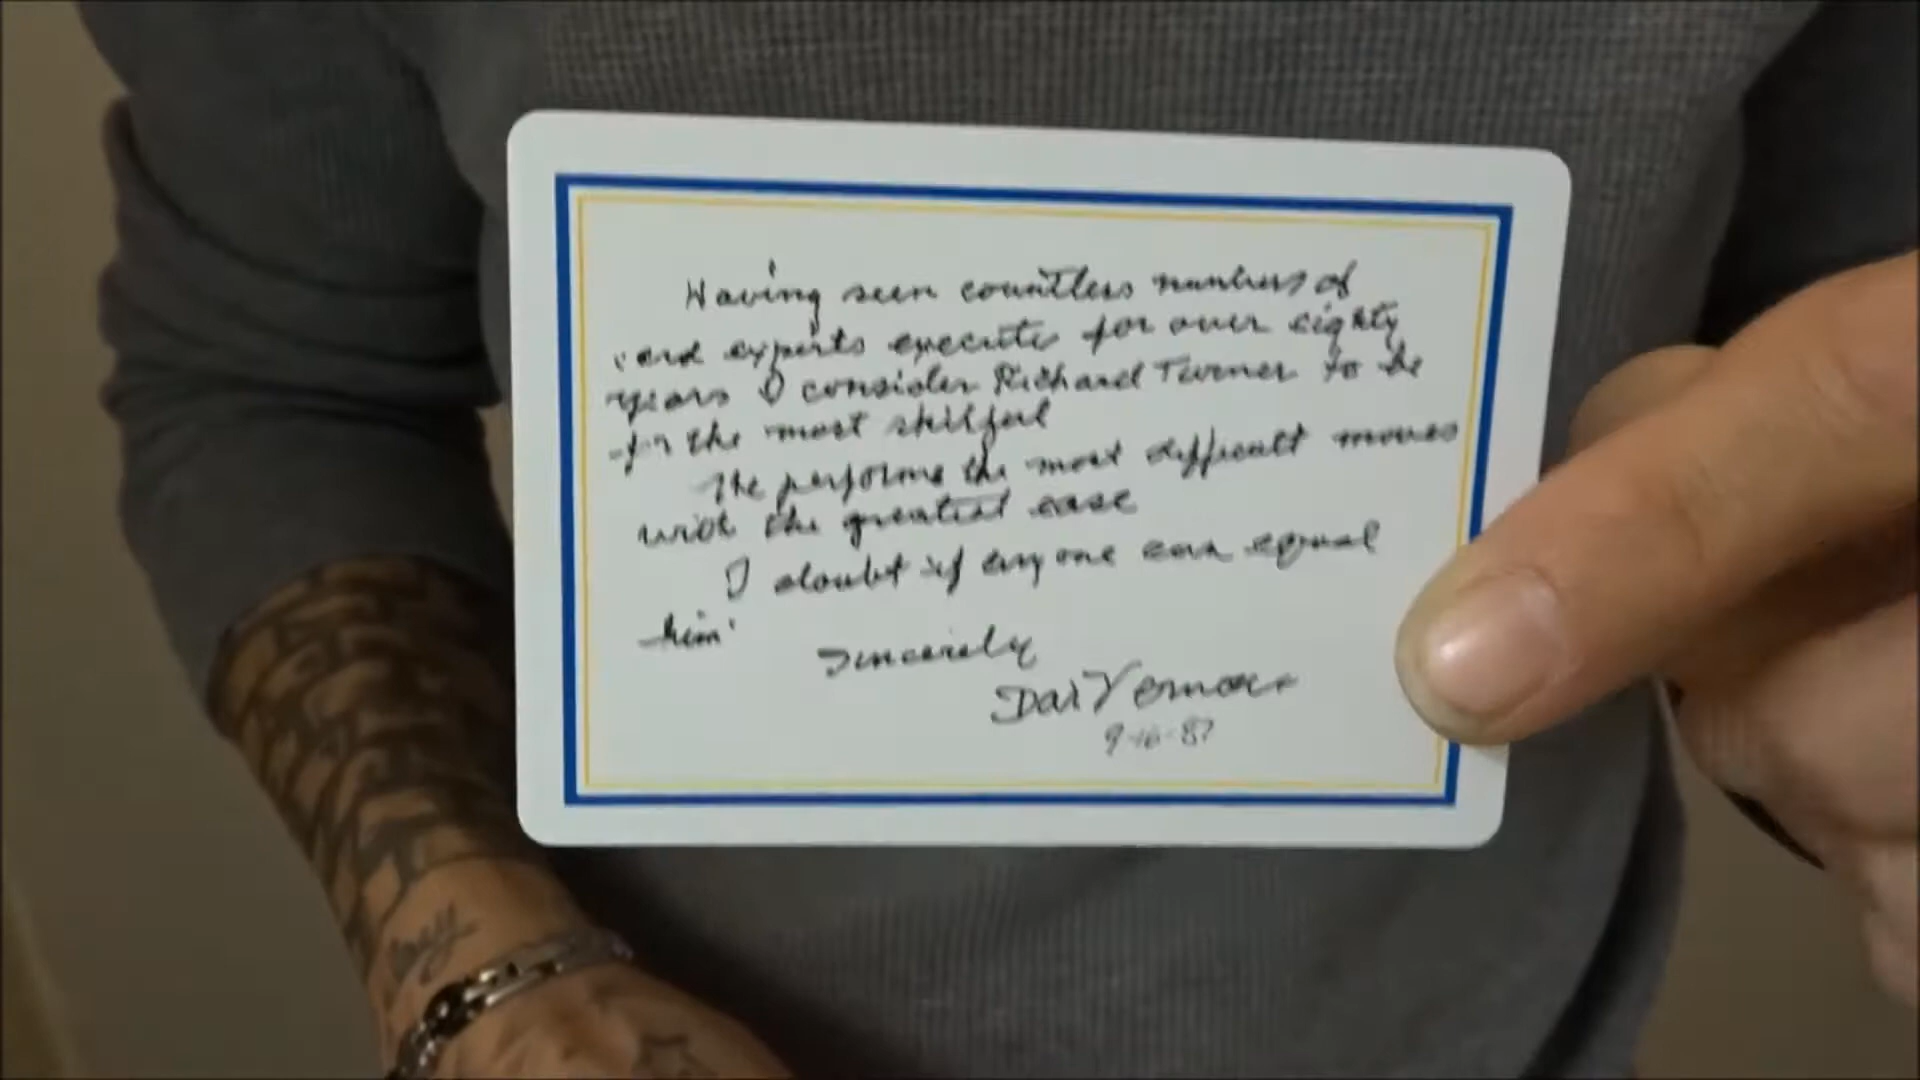 Having seen countless numbers of
card experts execute for over eighty
years I consider Richard Turner to be
for the most skilful
He performs the most difficult moves
with the greatest ease
I doubt if any one can equal
him.
Sincerely
Dai Vernon
9-16-87